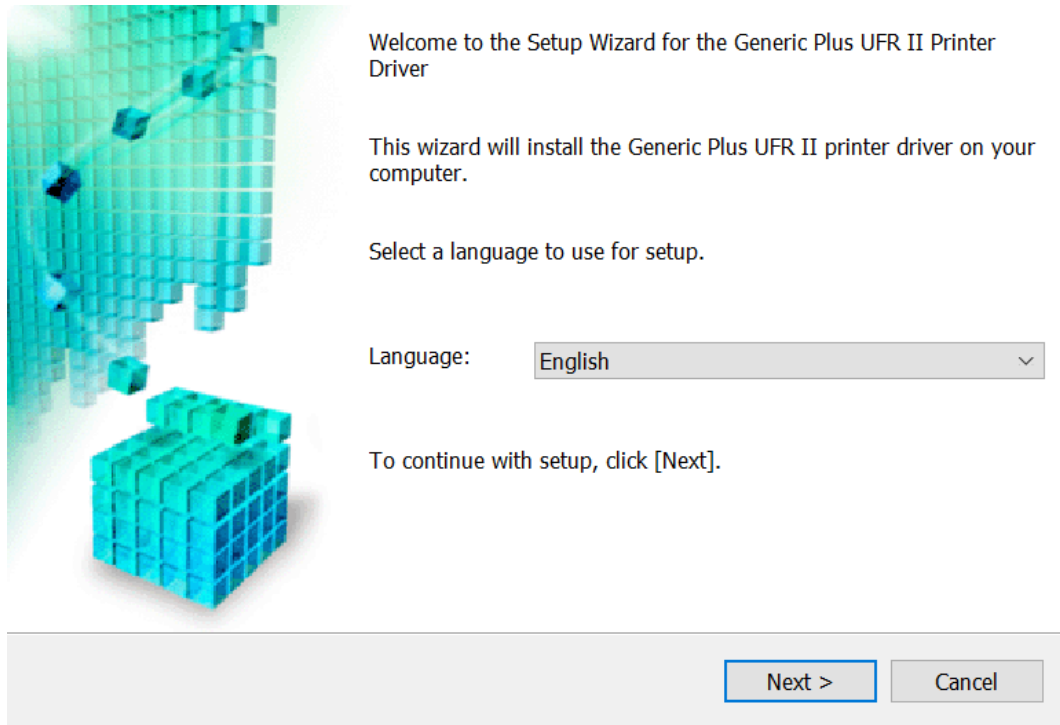 Welcome to the Setup Wizard for the Generic Plus UFR II Printer
Driver
This wizard will install the Generic Plus UFR II printer driver on your
computer.
Select a language to use for setup.
Language:
English
To continue with setup, click [Next].
Next >
Cancel